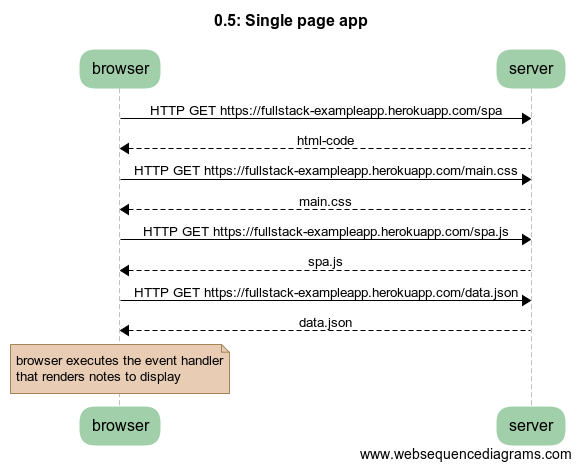 0.5: Single page app
browser
server
HTTP GET https://fullstack-exampleapp.herokuapp.com/spa
html-code
HTTP GET https://fullstack-exampleapp.herokuapp.com/main.css
main.css
HTTP GET https://fullstack-exampleapp.herokuapp.com/spa.js
spa.js
HTTP GET https://fullstack-exampleapp.herokuapp.com/data.json
data.json
browser executes the event handler
that renders notes to display
browser
server
www.websequencediagrams.com